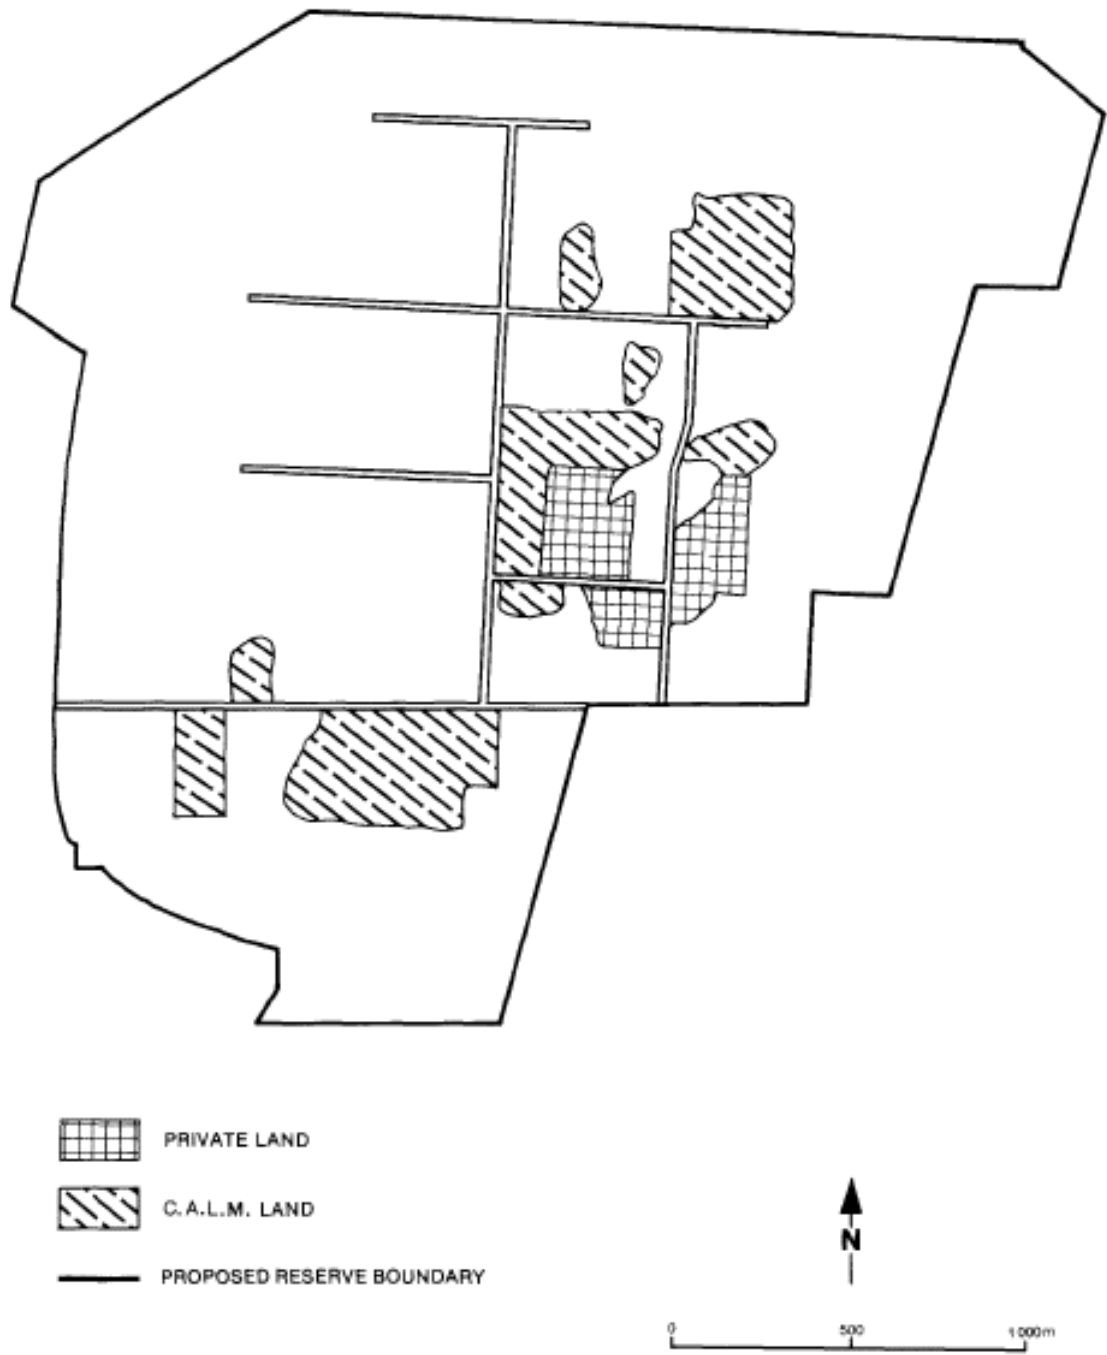 PRIVATE LAND
C.A.L.M. LAND
PROPOSED RESERVE BOUNDARY
N
0 500 1000m